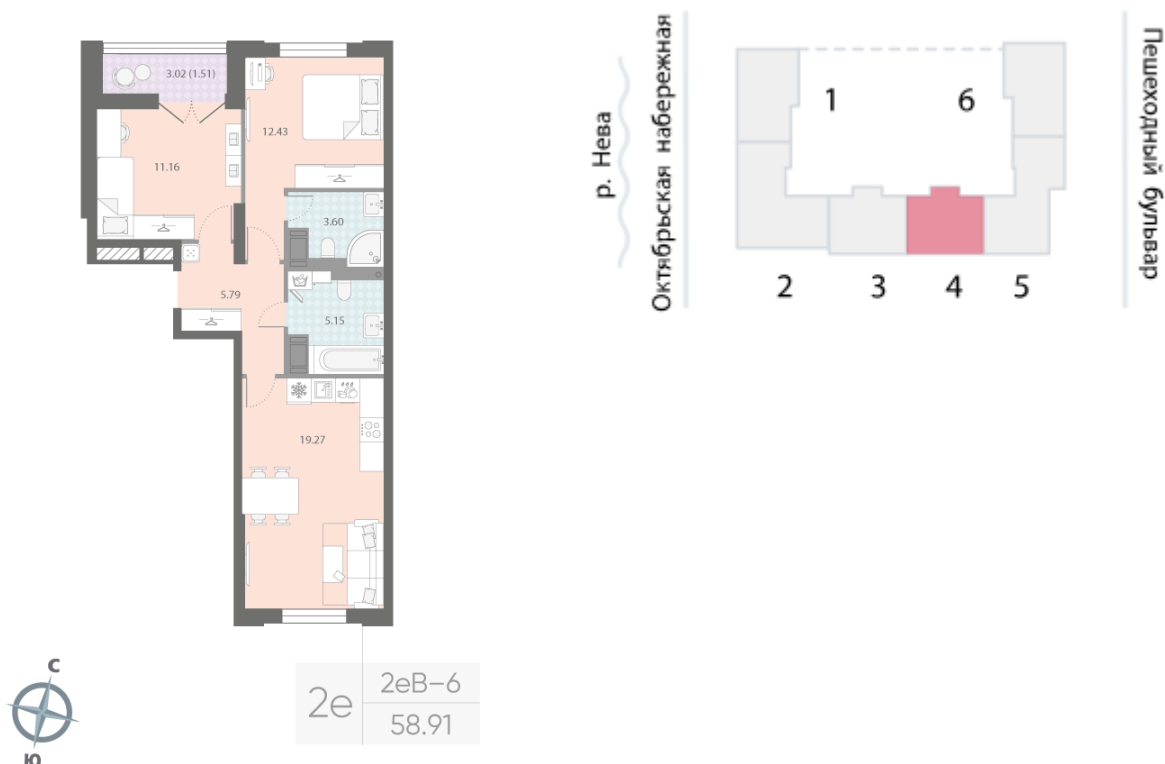 3.02 (1.51)
12.43
11.16
3.60
5.79
5.15
19.27
2е
2еВ–6
58.91
С
Ю
р. Нева
Октябрьская набережная
1
6
2
3
4
5
Пешеходный бульвар